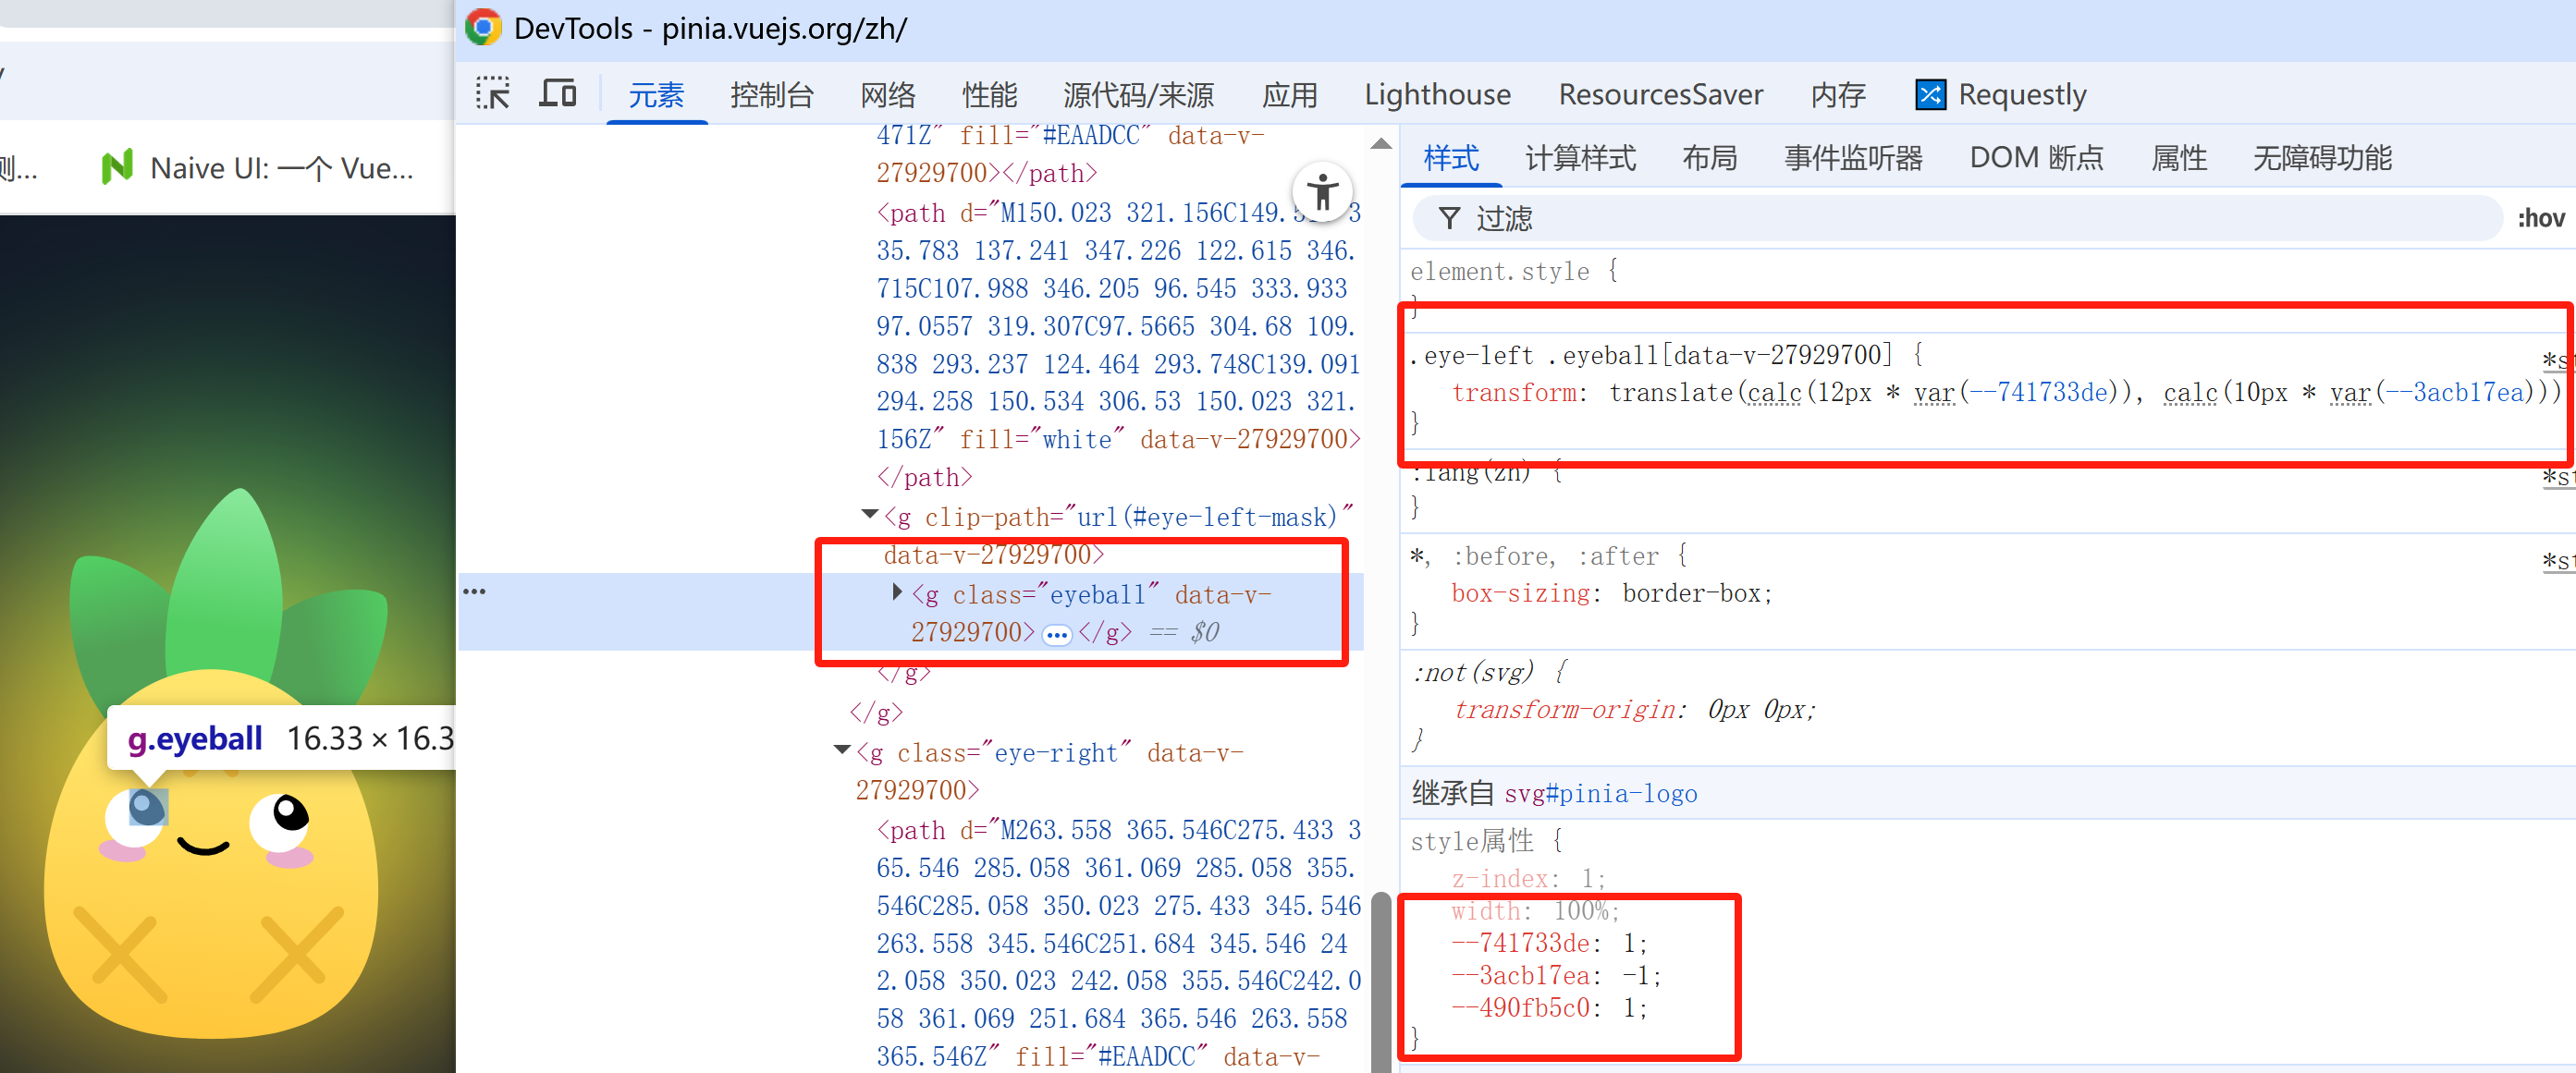 DevTools - pinia.vuejs.org/zh/
元素 控制台 网络 性能 源代码/来源 应用 Lighthouse ResourcesSaver 内存 Requestly
Naive UI: 一个 Vue...
g.eyeball 16.33 × 16.3
471Z" fill="#EAADCC" data-v-
27929700></path>
<path d="M150.023 321.156C149.5 3
35.783 137.241 347.226 122.615 346.
715C107.988 346.205 96.545 333.933
97.0557 319.307C97.5665 304.68 109.
838 293.237 124.464 293.748C139.091
294.258 150.534 306.53 150.023 321.
156Z" fill="white" data-v-27929700>
</path>
<g clip-path="url(#eye-left-mask)"
data-v-27929700>
<g class="eyeball" data-v-
27929700>…</g> == $0
</g>
</g>
<g class="eye-right" data-v-
27929700>
<path d="M263.558 365.546C275.433 3
65.546 285.058 361.069 285.058 355.
546C285.058 350.023 275.433 345.546
263.558 345.546C251.684 345.546 24
2.058 350.023 242.058 355.546C242.0
58 361.069 251.684 365.546 263.558
365.546Z" fill="#EAADCC" data-v-
样式 计算样式 布局 事件监听器 DOM 断点 属性 无障碍功能
过滤 :hov
element.style {
}
.eye-left .eyeball[data-v-27929700] {
transform: translate(calc(12px * var(--741733de)), calc(10px * var(--3acb17ea)))
}
:lang(zh) {
}
*, :before, :after {
box-sizing: border-box;
}
:not(svg) {
transform-origin: 0px 0px;
}
继承自 svg#pinia-logo
style属性 {
z-index: 1;
width: 100%;
--741733de: 1;
--3acb17ea: -1;
--490fb5c0: 1;
}